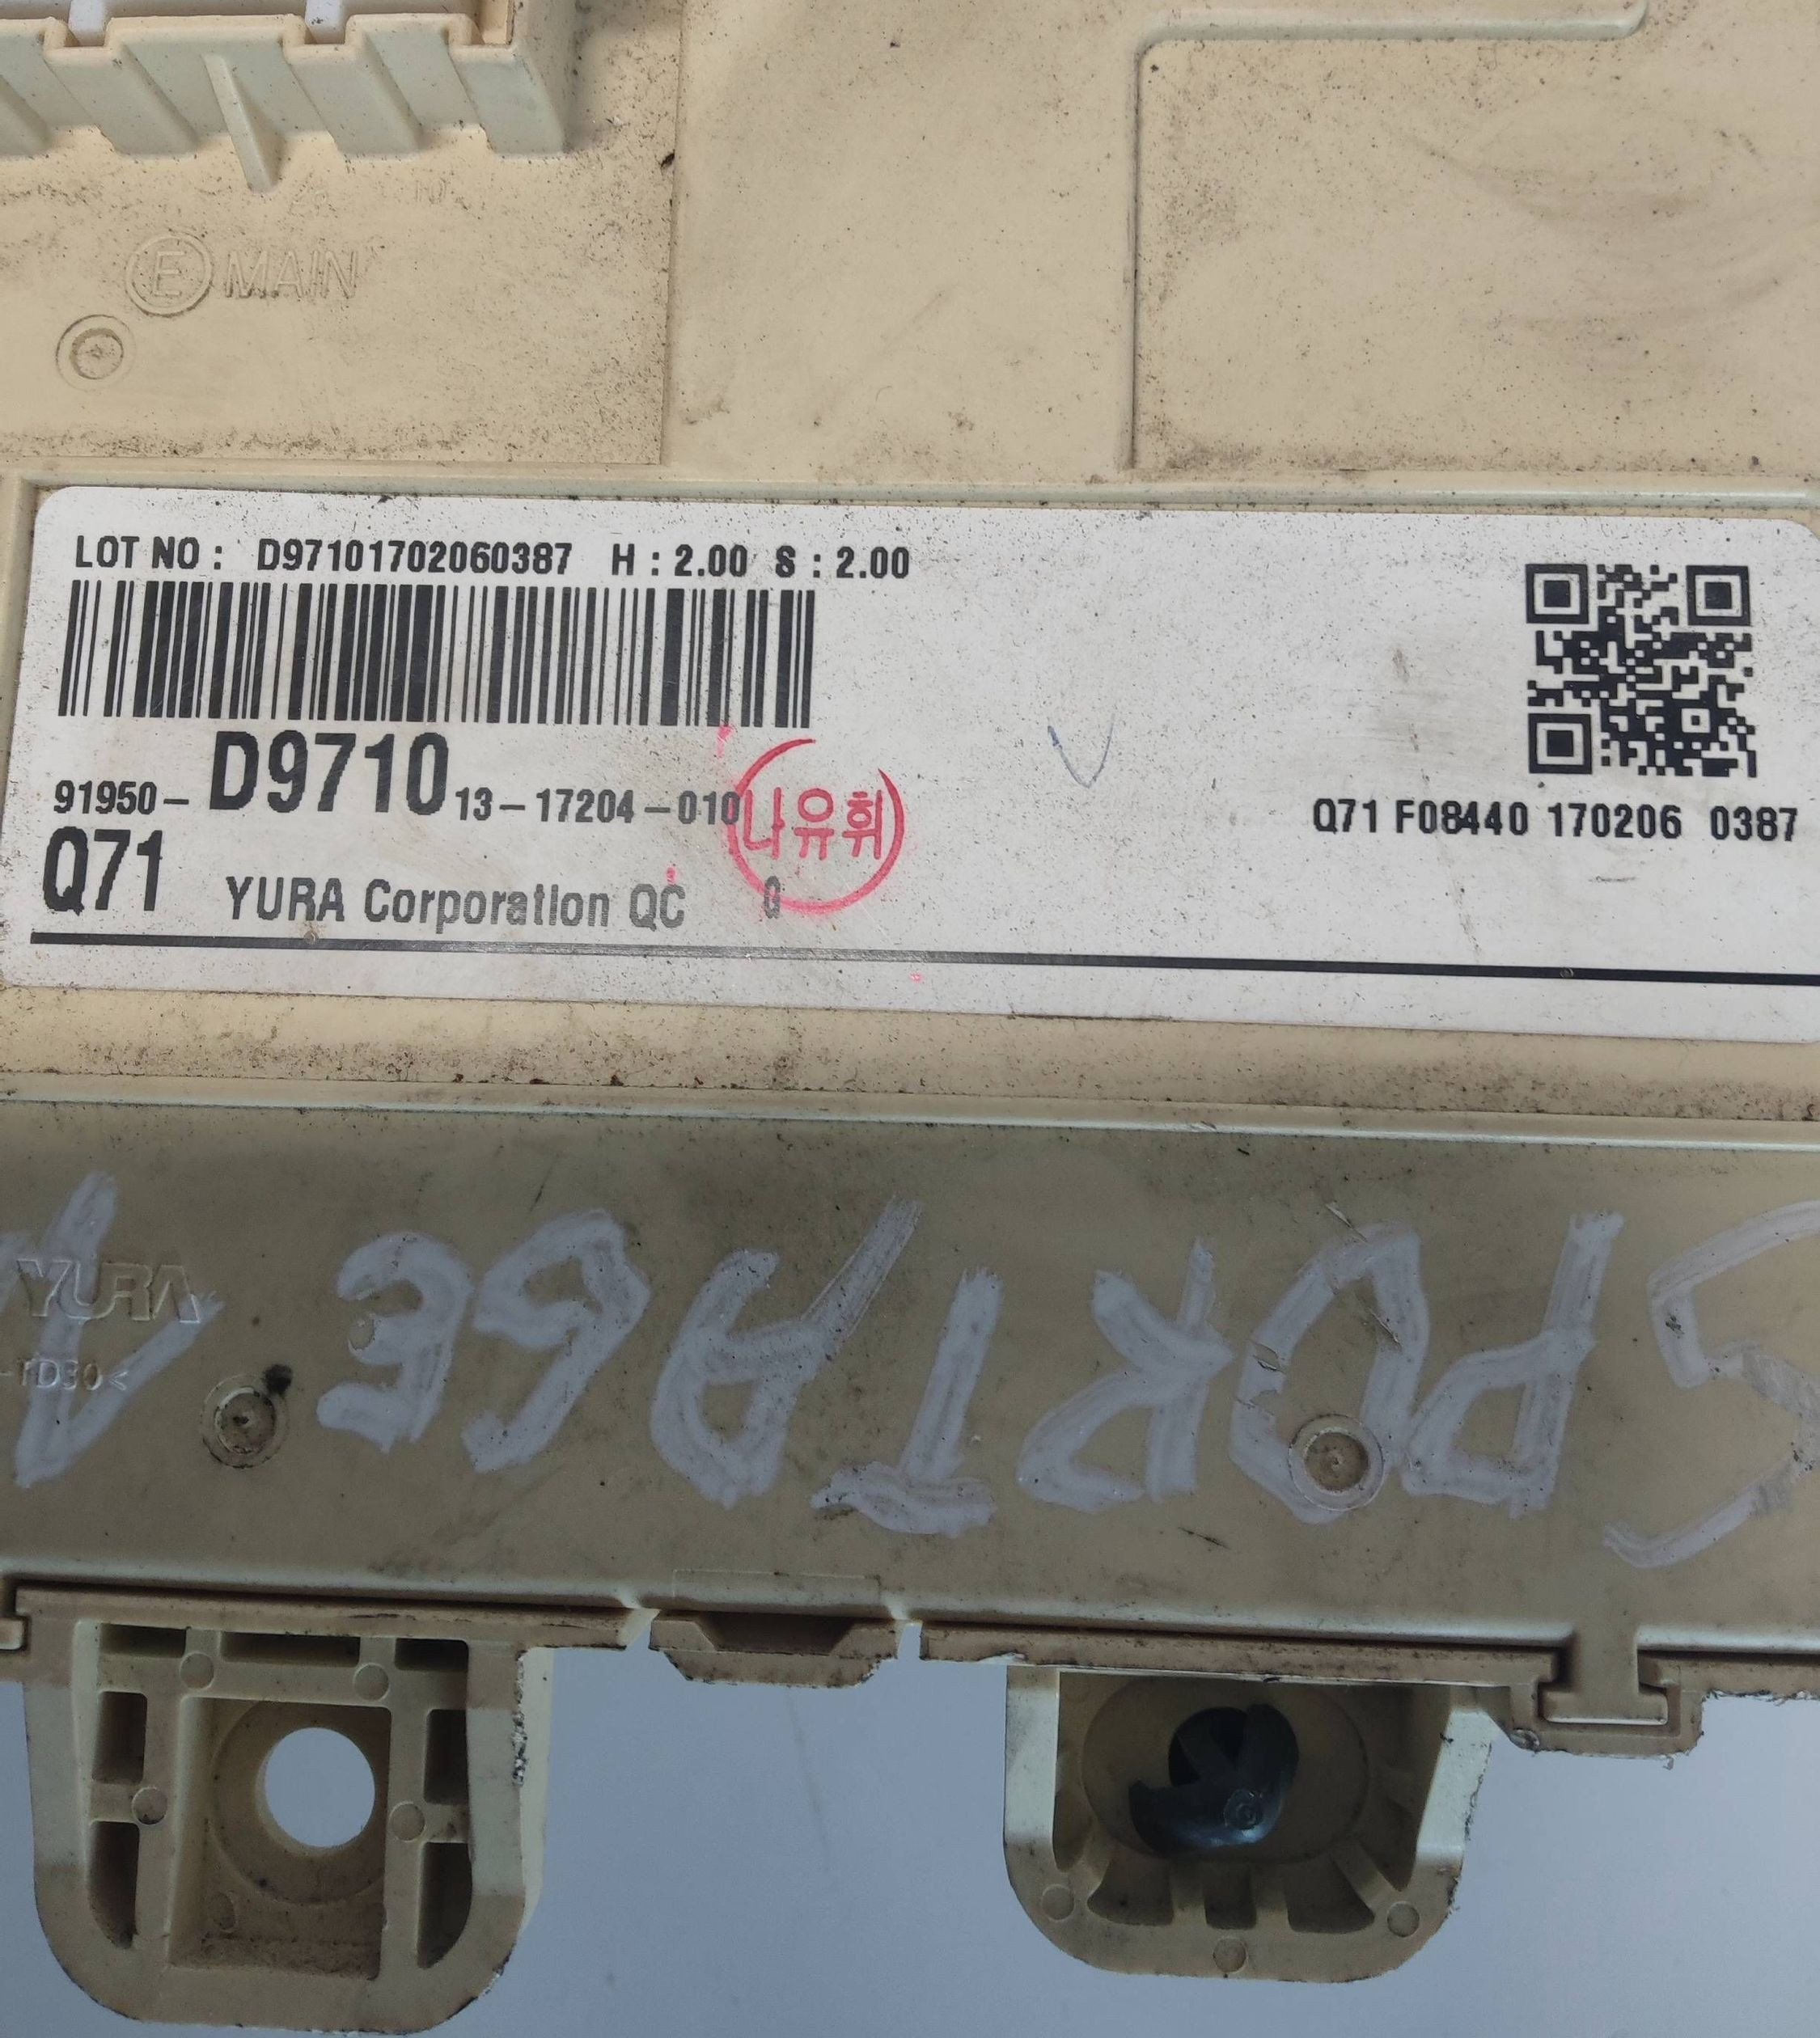 E MAIN
LOT NO : D97101702060387 H : 2.00 S : 2.00
91950- D9710 13-17204-010
나유휘
Q71 F08440 170206 0387
Q71 YURA Corporation QC G
YURA
-TD30<
SPORTAGE